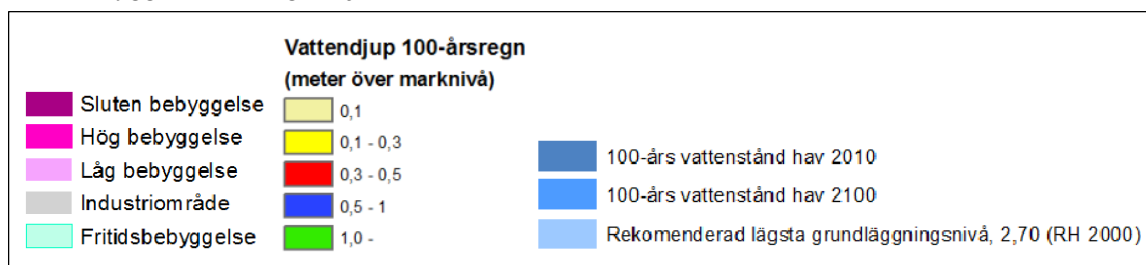 Vattendjup 100-årsregn
(meter över marknivå)
Sluten bebyggelse
Hög bebyggelse
Låg bebyggelse
Industriområde
Fritidsbebyggelse
0,1
0,1 - 0,3
0,3 - 0,5
0,5 - 1
1,0 -
100-års vattenstånd hav 2010
100-års vattenstånd hav 2100
Rekomenderad lägsta grundläggningsnivå, 2,70 (RH 2000)